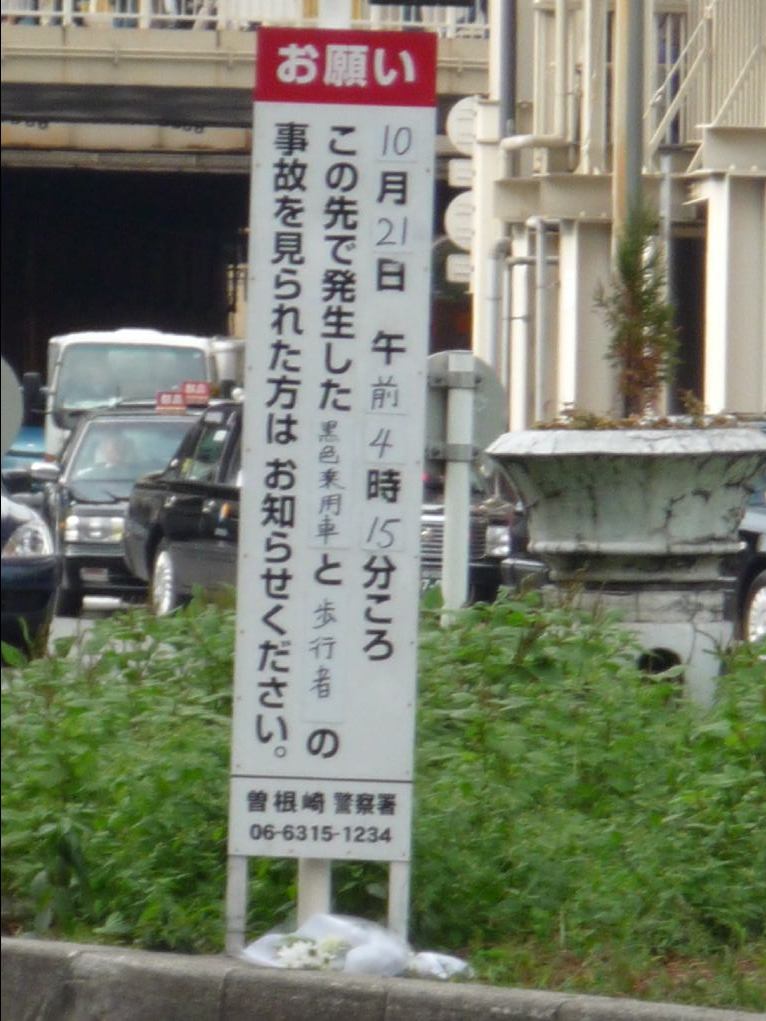 お願い
10月21日 午前4時15分ころ
この先で発生した黒色乗用車と歩行者の
事故を見られた方は お知らせください。
曽根崎 警察署
06-6315-1234